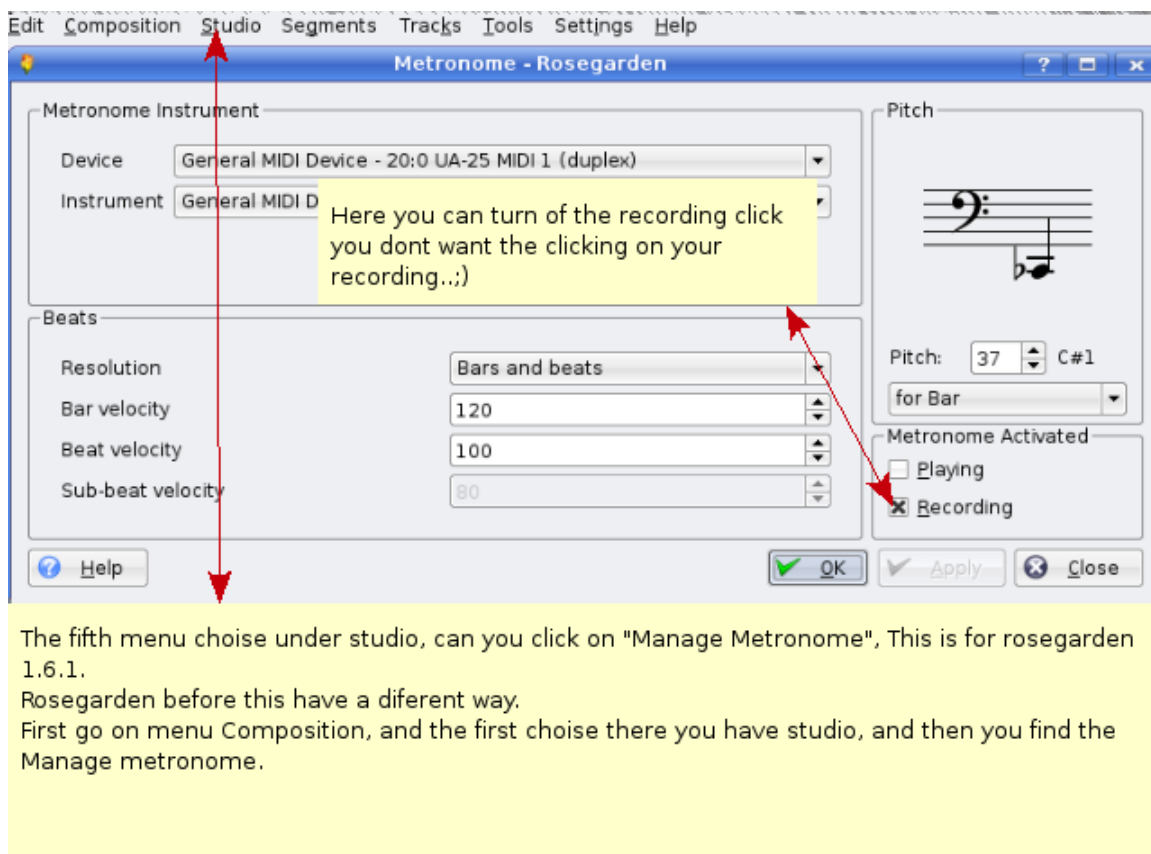 Edit Composition Studio Segments Tracks Tools Settings Help
Metronome - Rosegarden
Metronome Instrument
Device General MIDI Device - 20:0 UA-25 MIDI 1 (duplex)
Instrument General MIDI D
Here you can turn of the recording click
you dont want the clicking on your
recording..;)
Beats
Resolution Bars and beats
Bar velocity 120
Beat velocity 100
Sub-beat velocity 80
Pitch
Pitch: 37 C#1
for Bar
Metronome Activated
Playing
Recording
Help OK Apply Close
The fifth menu choise under studio, can you click on "Manage Metronome", This is for rosegarden
1.6.1.
Rosegarden before this have a diferent way.
First go on menu Composition, and the first choise there you have studio, and then you find the
Manage metronome.